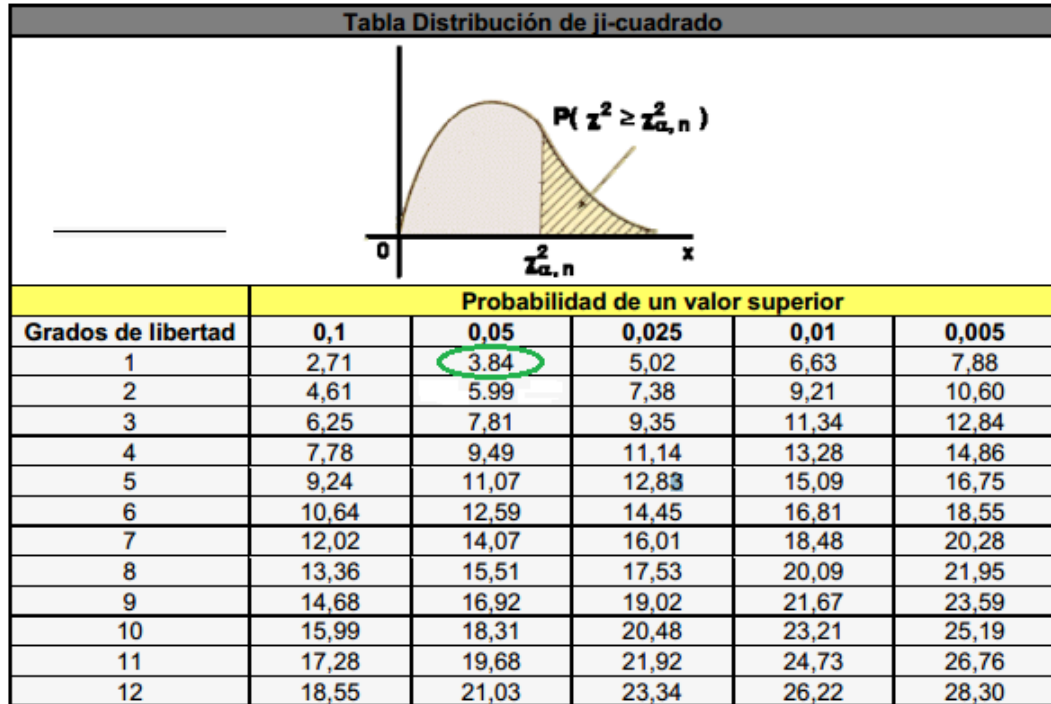 Tabla Distribución de ji-cuadrado
P( χ² ≥ χ²α, n )
0 χ²α, n x
Probabilidad de un valor superior
Grados de libertad 0,1 0,05 0,025 0,01 0,005
1 2,71 3.84 5,02 6,63 7,88
2 4,61 5.99 7,38 9,21 10,60
3 6,25 7,81 9,35 11,34 12,84
4 7,78 9,49 11,14 13,28 14,86
5 9,24 11,07 12,83 15,09 16,75
6 10,64 12,59 14,45 16,81 18,55
7 12,02 14,07 16,01 18,48 20,28
8 13,36 15,51 17,53 20,09 21,95
9 14,68 16,92 19,02 21,67 23,59
10 15,99 18,31 20,48 23,21 25,19
11 17,28 19,68 21,92 24,73 26,76
12 18,55 21,03 23,34 26,22 28,30